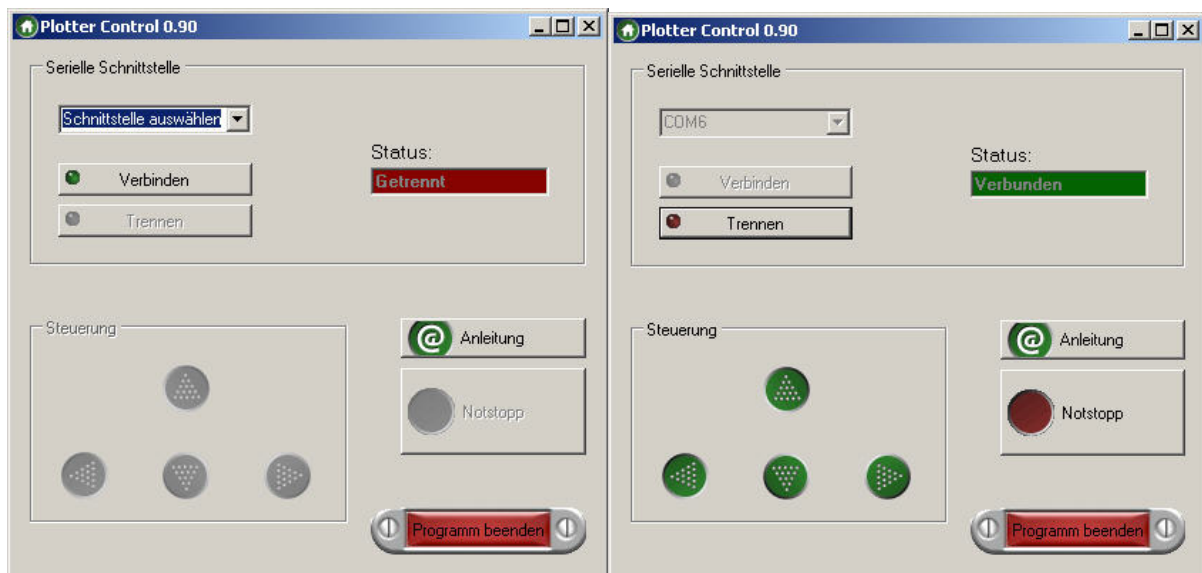 Plotter Control 0.90
Serielle Schnittstelle
Schnittstelle auswählen
Status:
Verbinden
Getrennt
Trennen
Steuerung
Anleitung
Notstopp
Programm beenden
Plotter Control 0.90
Serielle Schnittstelle
COM6
Status:
Verbinden
Verbunden
Trennen
Steuerung
Anleitung
Notstopp
Programm beenden